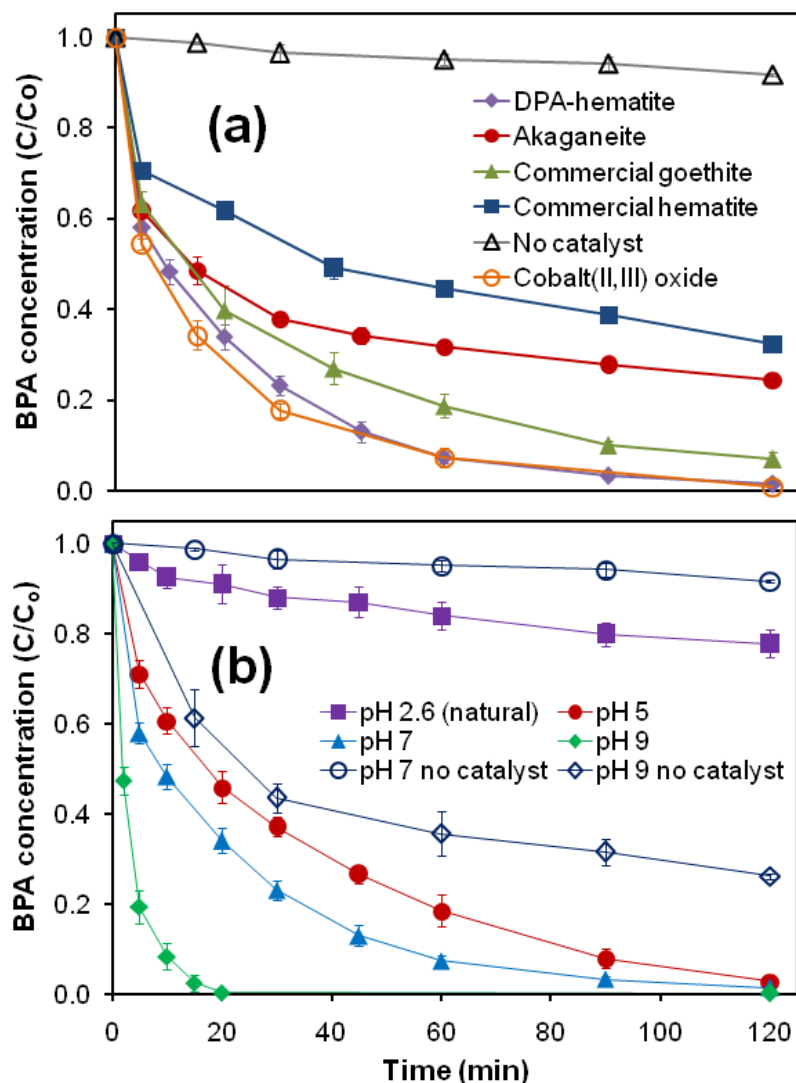 (a)
BPA concentration (C/Co)
1.0
0.8
0.6
0.4
0.2
0.0
DPA-hematite
Akaganeite
Commercial goethite
Commercial hematite
No catalyst
Cobalt(II,III) oxide
(b)
BPA concentration (C/Cₒ)
1.0
0.8
0.6
0.4
0.2
0.0
pH 2.6 (natural) pH 5
pH 7 pH 9
pH 7 no catalyst pH 9 no catalyst
0 20 40 60 80 100 120
Time (min)